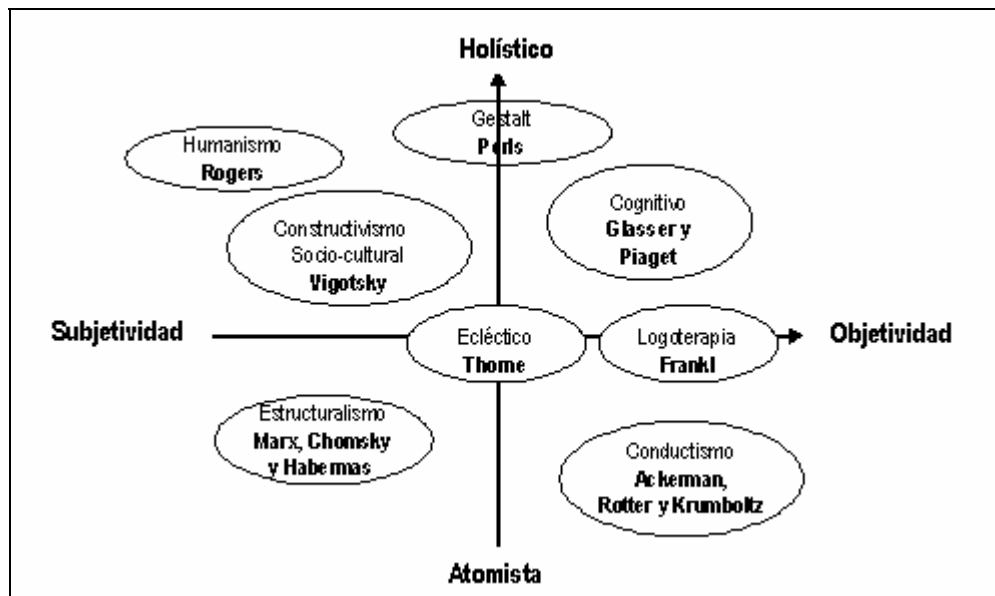 Holístico
Gestalt
Perls
Humanismo
Rogers
Cognitivo
Glasser y
Piaget
Constructivismo
Socio-cultural
Vigotsky
Subjetividad
Ecléctico
Thorne
Logoterapia
Frankl
Objetividad
Estructuralismo
Marx, Chomsky
y Habermas
Conductismo
Ackerman,
Rotter y Krumboltz
Atomista